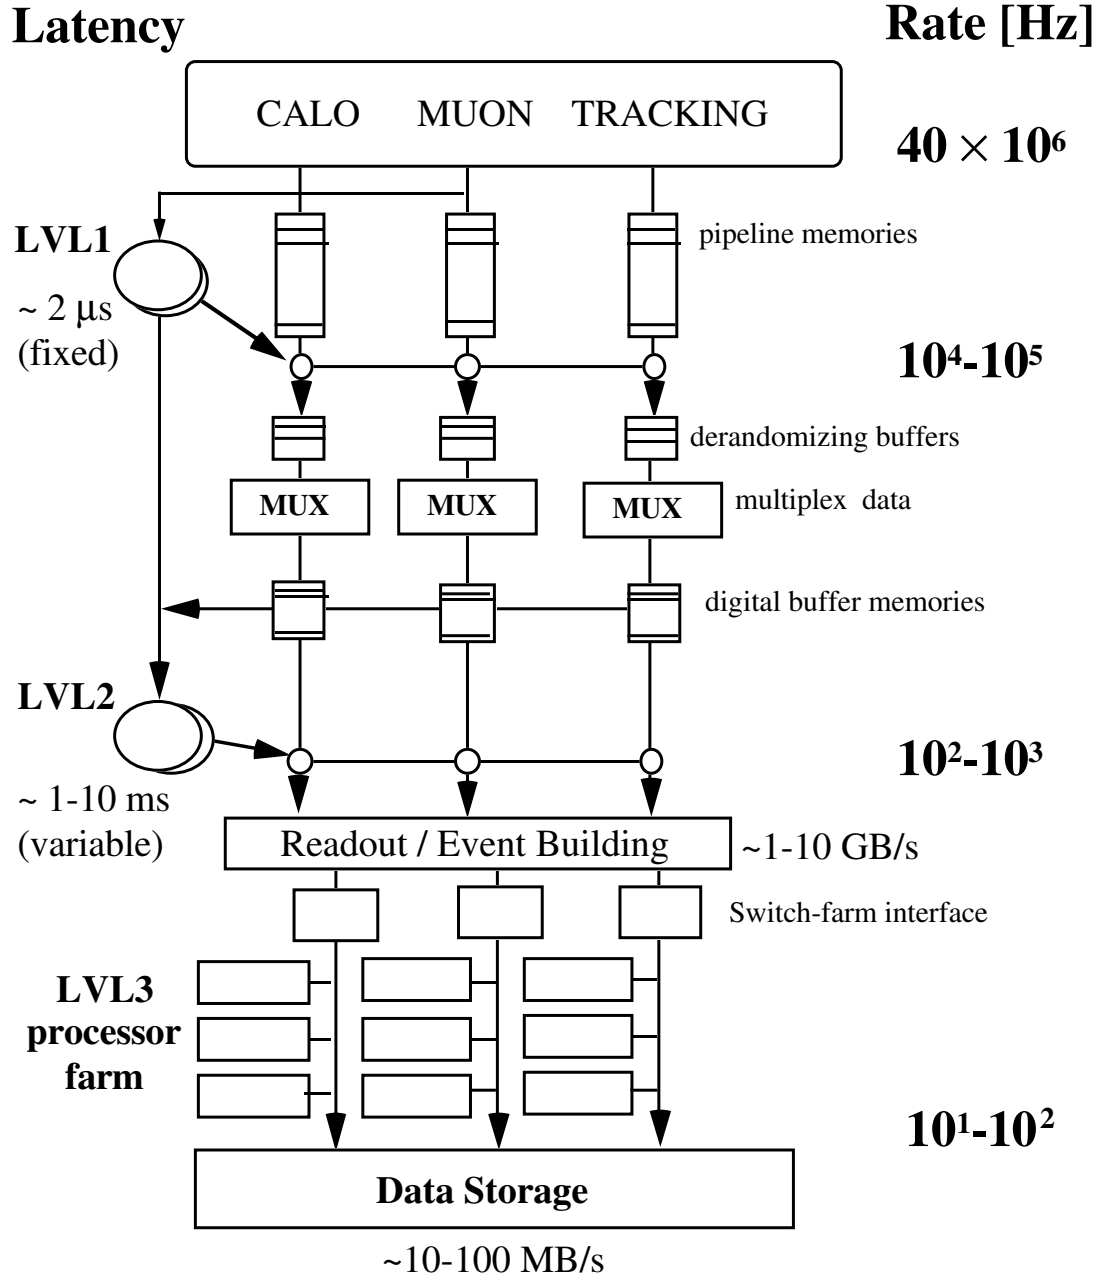 Latency
Rate [Hz]
CALO MUON TRACKING
40 × 10⁶
LVL1
pipeline memories
~ 2 μs
(fixed)
10⁴-10⁵
derandomizing buffers
MUX MUX MUX
multiplex data
digital buffer memories
LVL2
10²-10³
~ 1-10 ms
(variable)
Readout / Event Building
~1-10 GB/s
Switch-farm interface
LVL3
processor
farm
10¹-10²
Data Storage
~10-100 MB/s